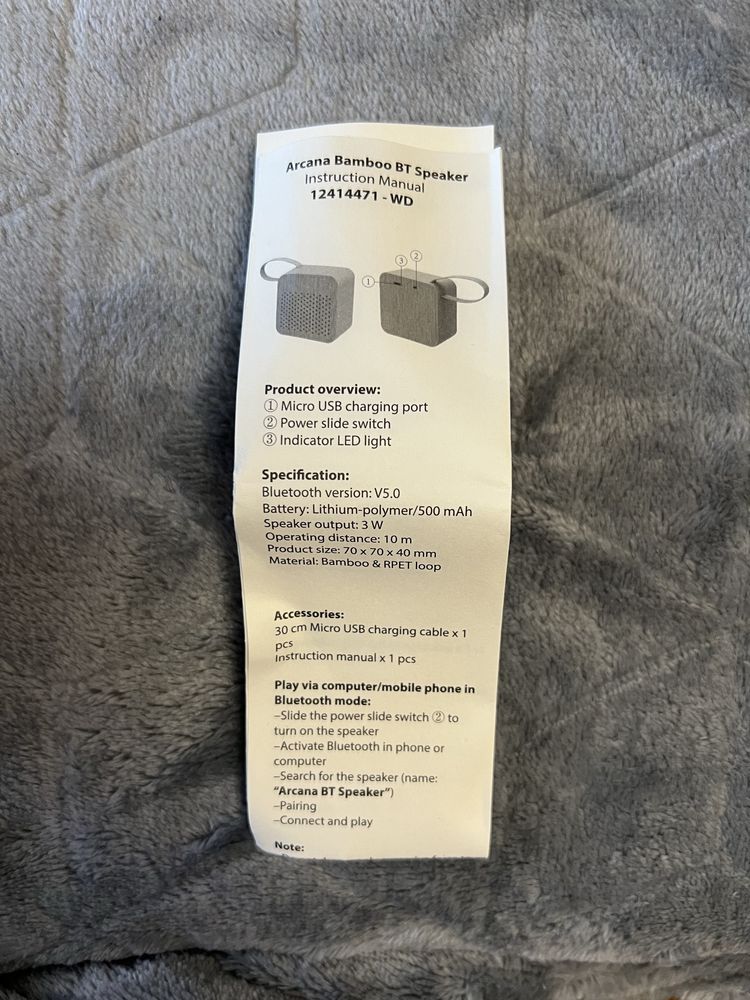 Arcana Bamboo BT Speaker
Instruction Manual
12414471 - WD
① ③ ②
Product overview:
① Micro USB charging port
② Power slide switch
③ Indicator LED light
Specification:
Bluetooth version: V5.0
Battery: Lithium-polymer/500 mAh
Speaker output: 3 W
Operating distance: 10 m
Product size: 70 x 70 x 40 mm
Material: Bamboo & RPET loop
Accessories:
30 cm Micro USB charging cable x 1
pcs
Instruction manual x 1 pcs
Play via computer/mobile phone in
Bluetooth mode:
–Slide the power slide switch ② to
turn on the speaker
–Activate Bluetooth in phone or
computer
–Search for the speaker (name:
“Arcana BT Speaker”)
–Pairing
–Connect and play
Note: